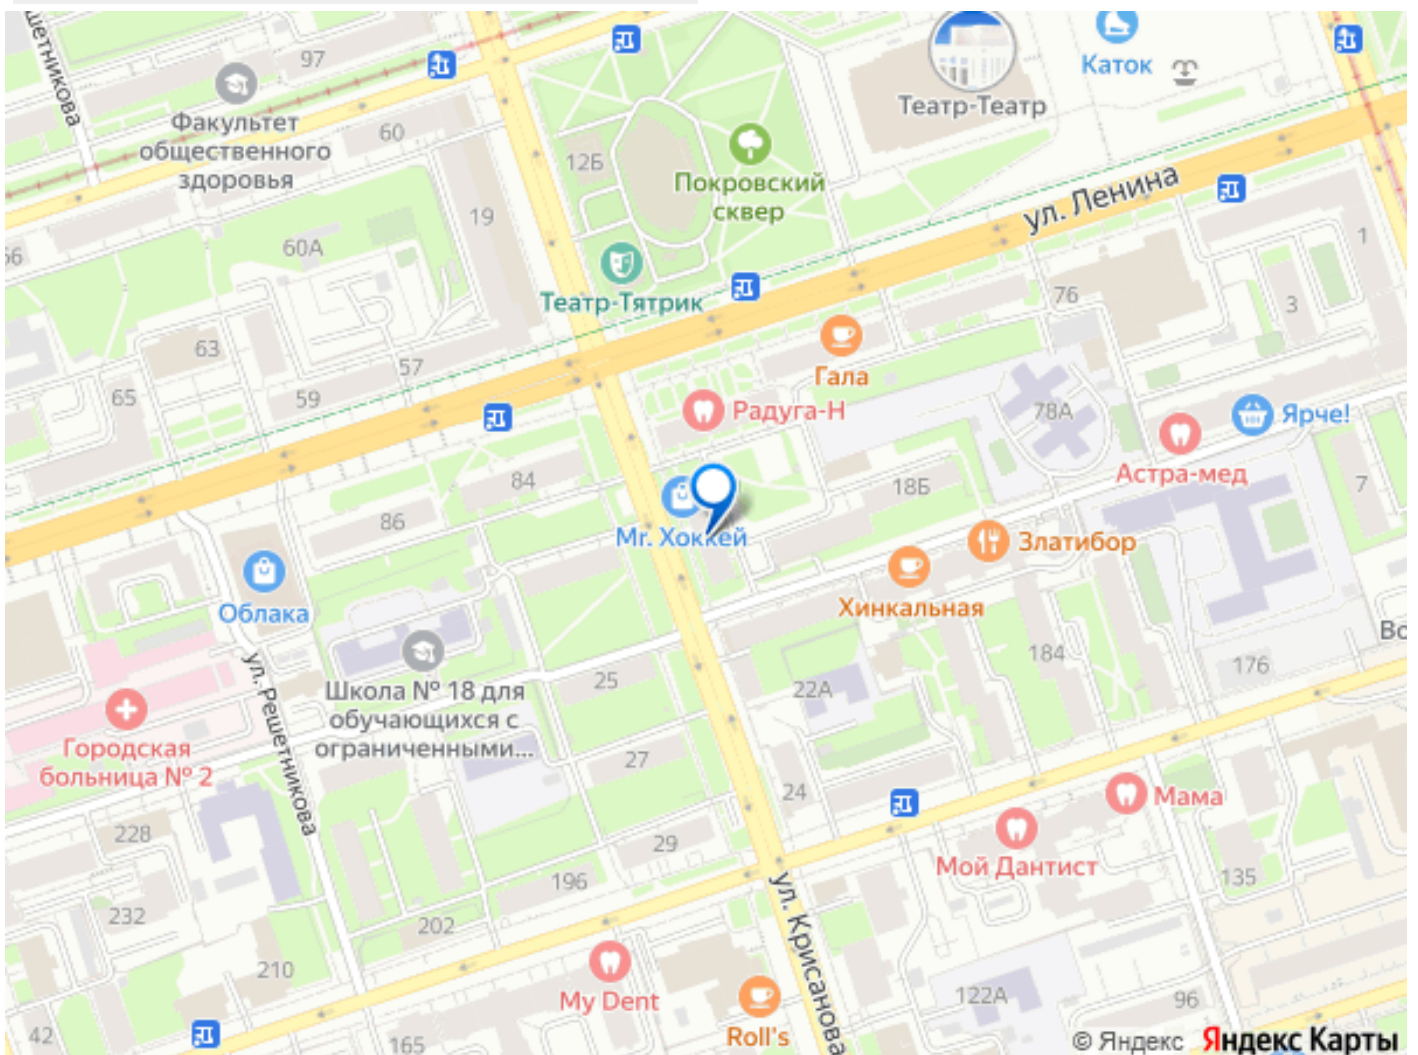 шетникова
97
Каток
Театр-Театр
Факультет
общественного
здоровья
60
12Б
Покровский
сквер
ул. Ленина
19
1
66
60А
Театр-Тятрик
76
3
63
Гала
57
65
59
Радуга-Н
78А
Ярче!
Астра-мед
84
18Б
7
86
Mr. Хоккей
Златибор
Облака
Хинкальная
Во
184
176
25
22А
ул. Решетникова
Школа № 18 для
обучающихся с
ограниченными...
Городская
больница № 2
27
24
Мама
228
29
Мой Дантист
135
196
232
202
ул. Крисанова
210
My Dent
122А
96
42
165
Roll's
© Яндекс Яндекс Карты